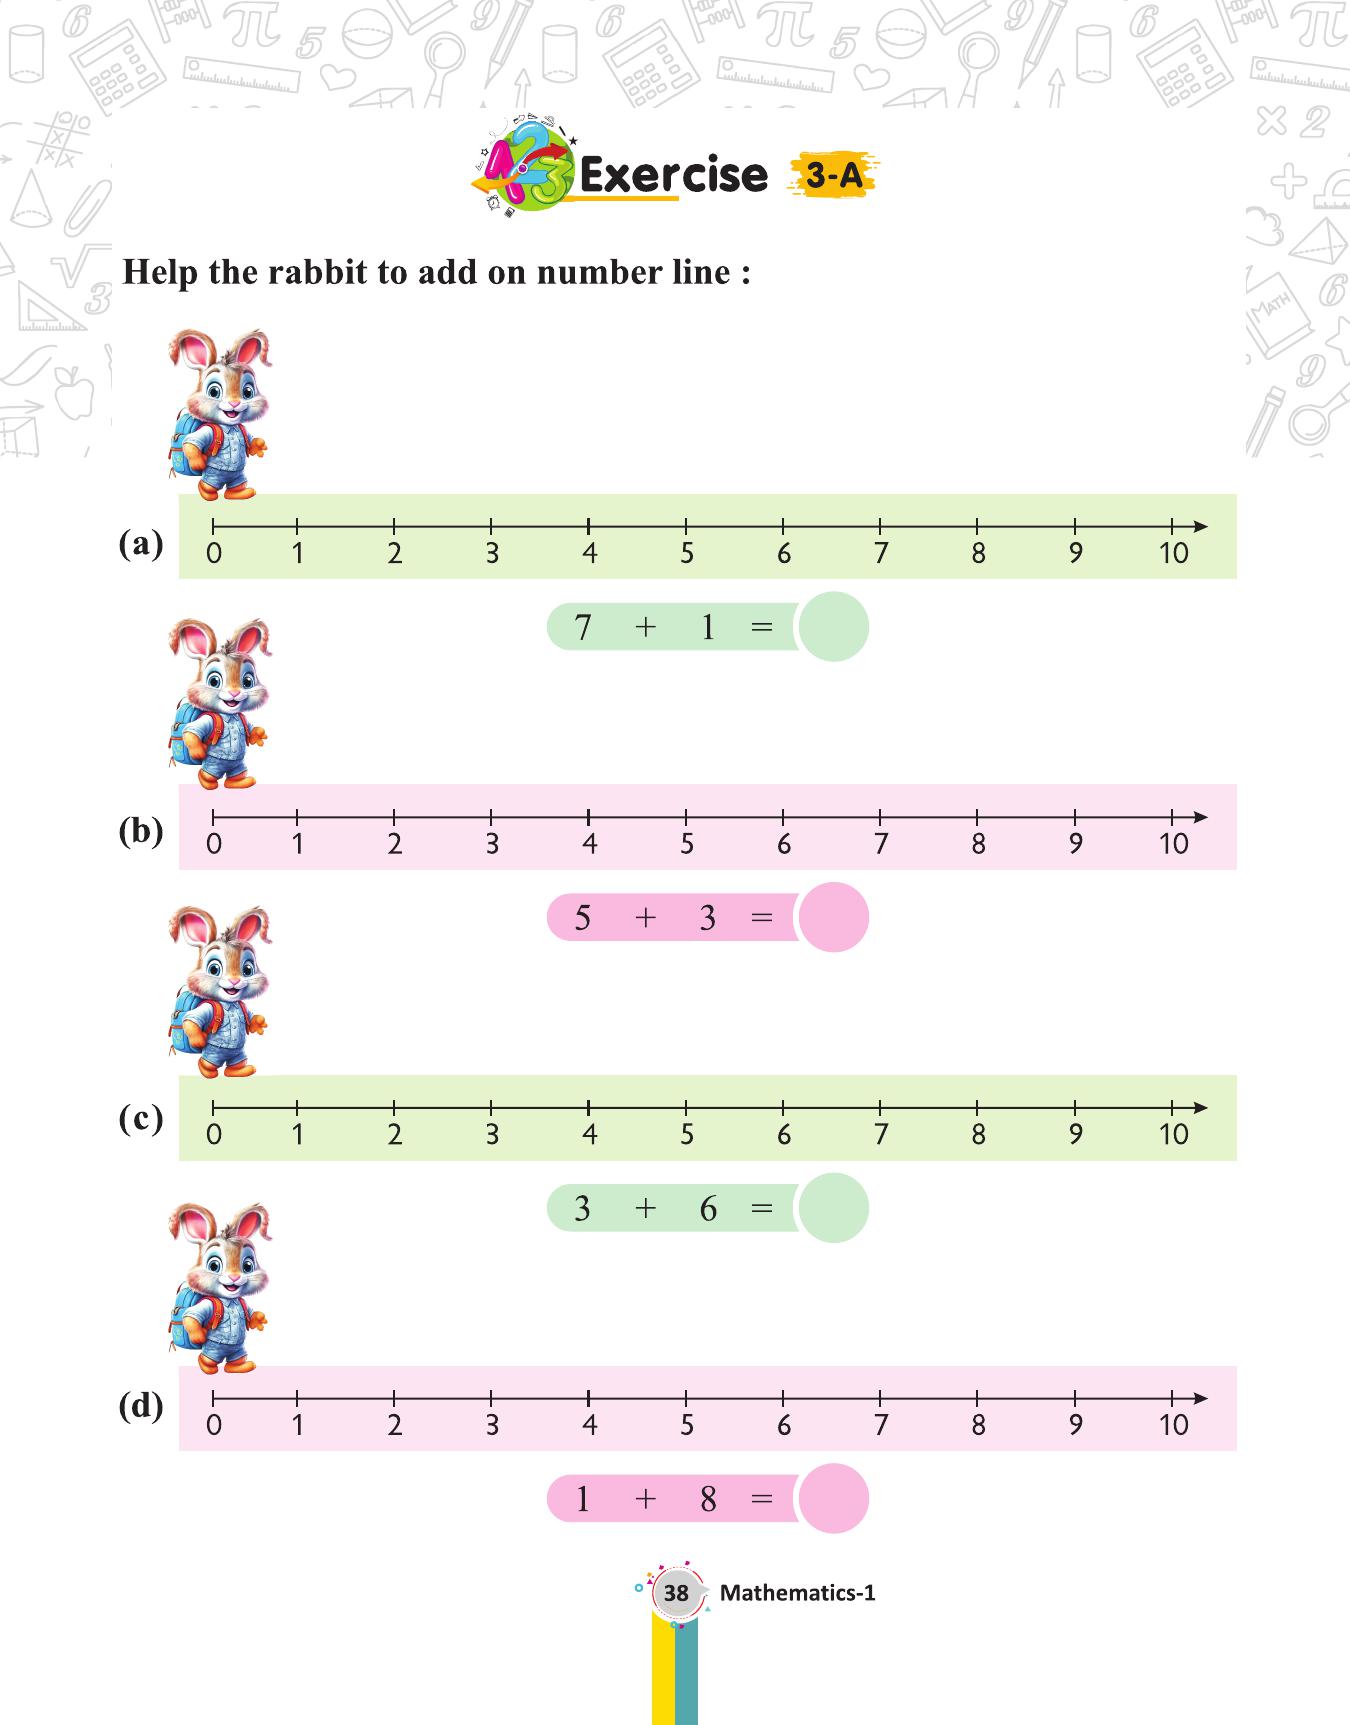 Exercise 3-A
Help the rabbit to add on number line :
(a) 0 1 2 3 4 5 6 7 8 9 10
7 + 1 =
(b) 0 1 2 3 4 5 6 7 8 9 10
5 + 3 =
(c) 0 1 2 3 4 5 6 7 8 9 10
3 + 6 =
(d) 0 1 2 3 4 5 6 7 8 9 10
1 + 8 =
38 Mathematics-1